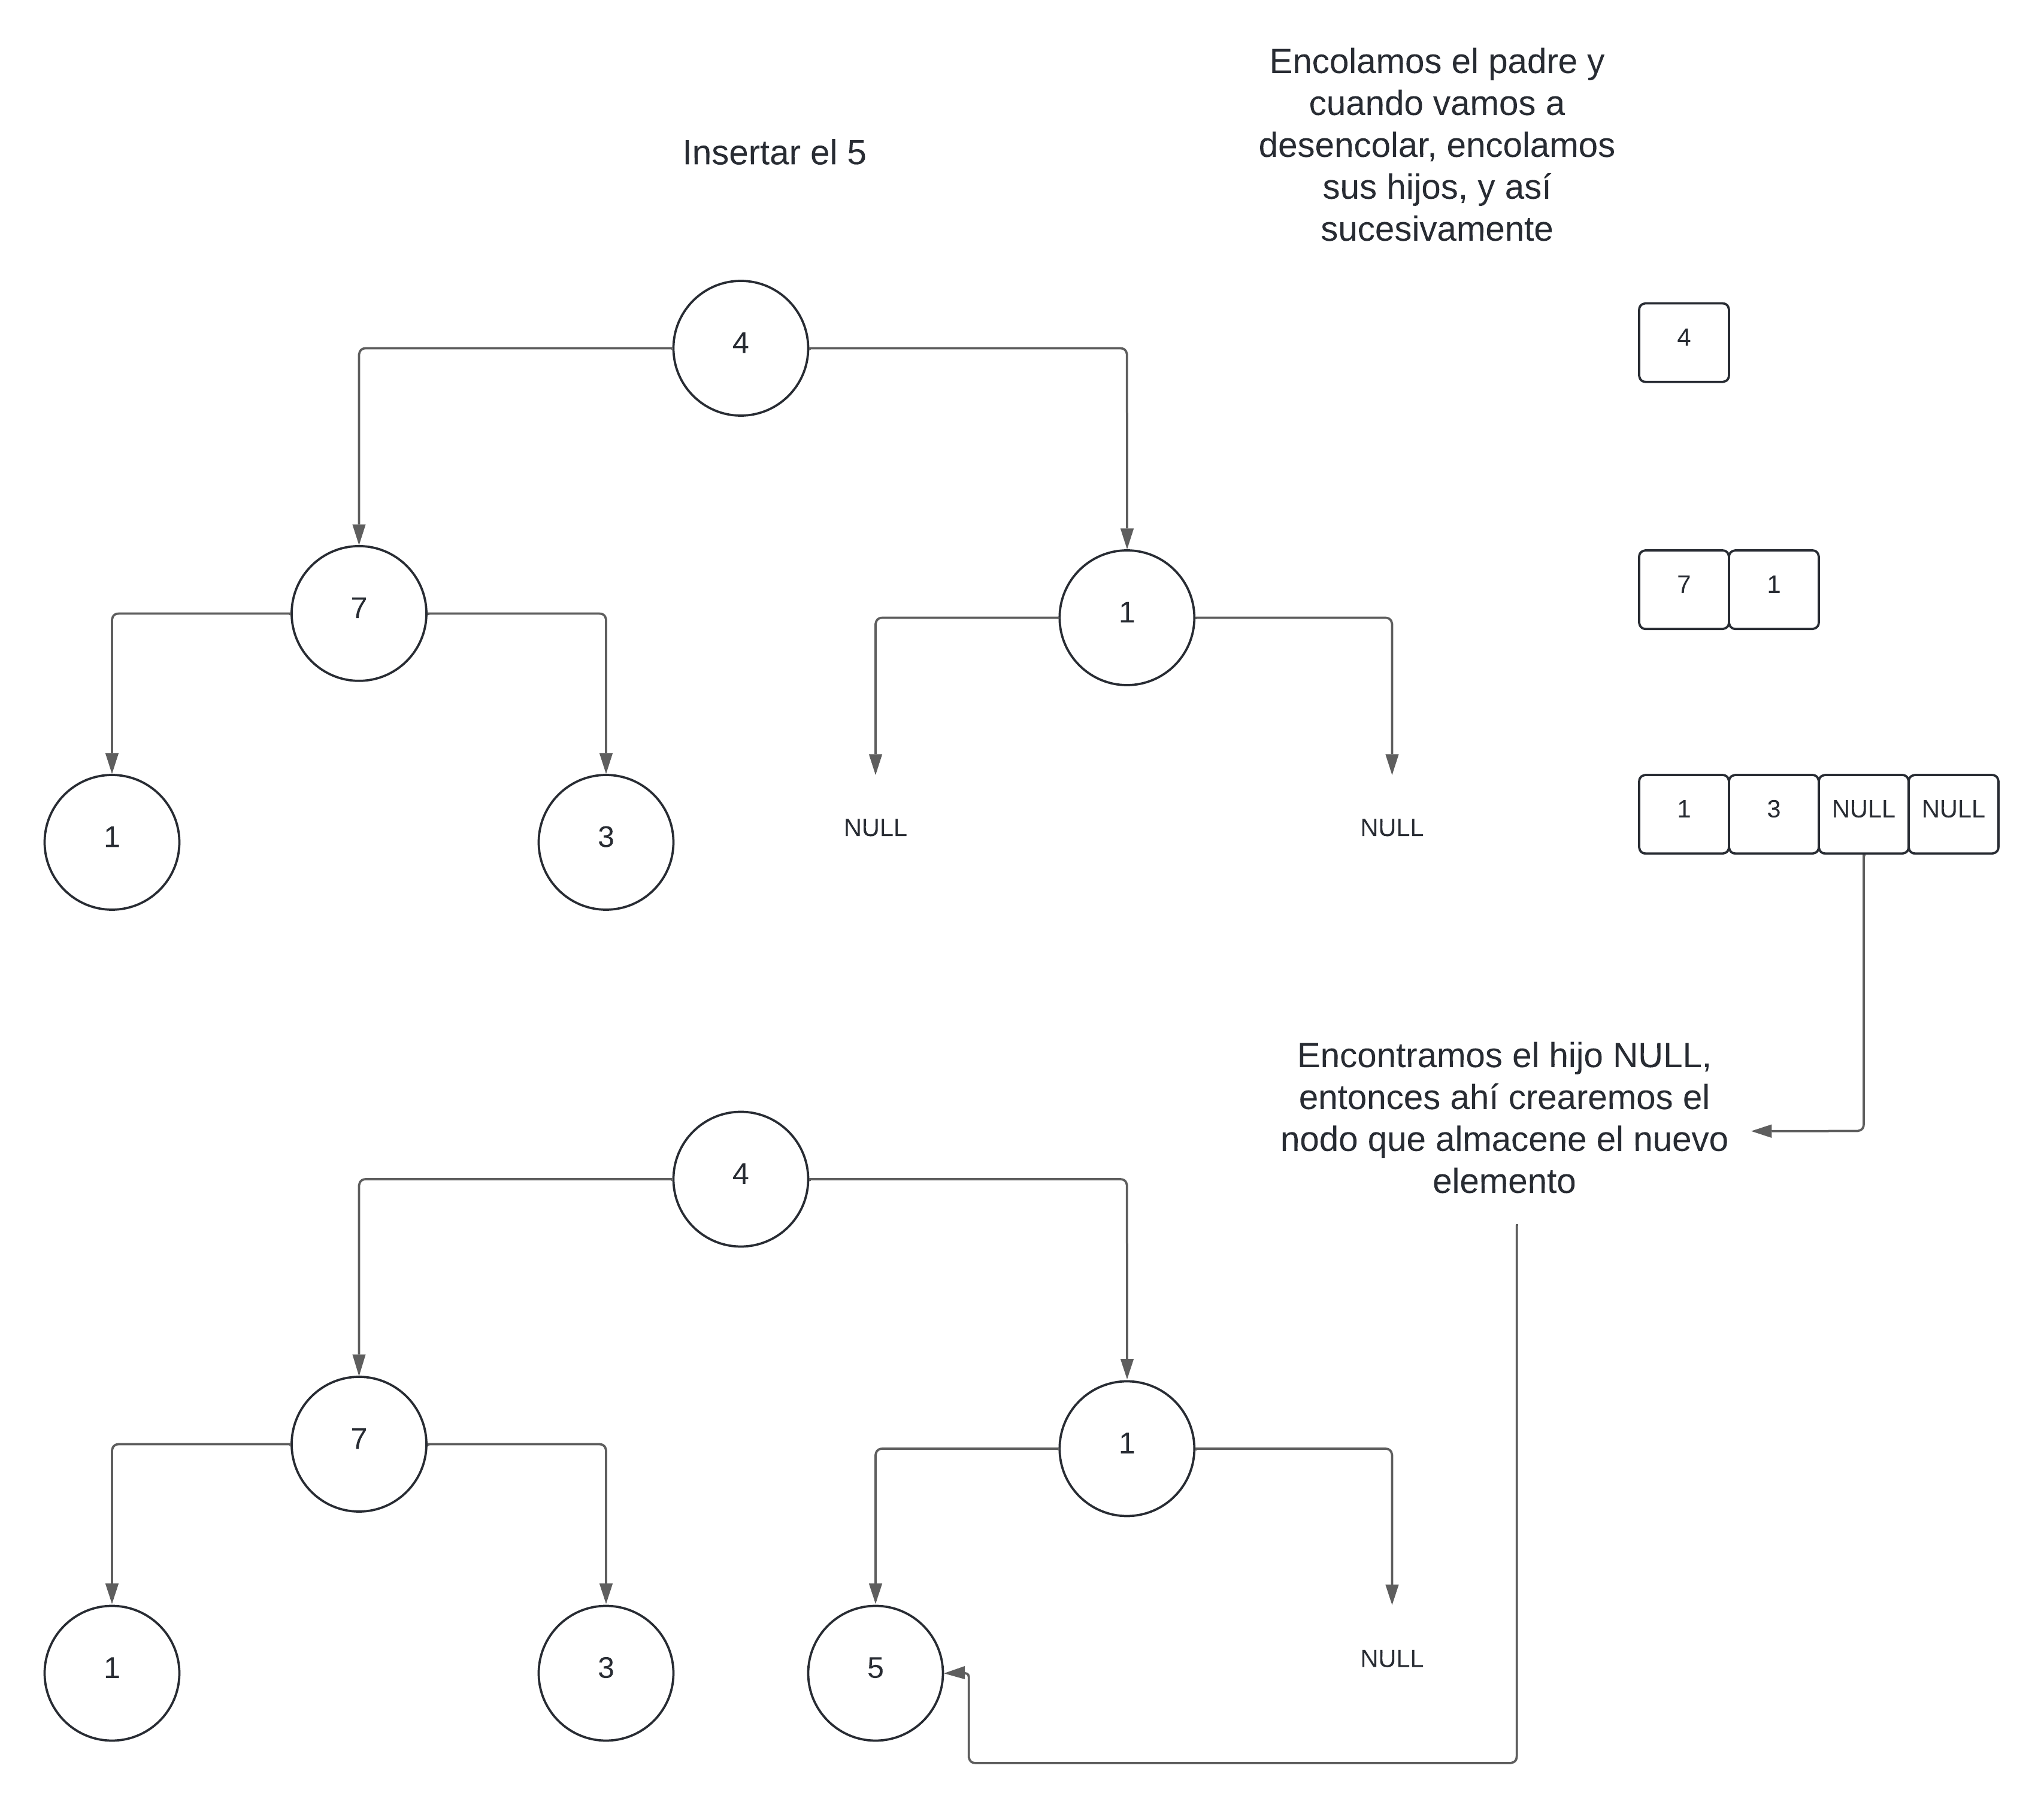 Encolamos el padre y
cuando vamos a
desencolar, encolamos
sus hijos, y así
sucesivamente
Insertar el 5
4
4
7
1
7
1
1
3
NULL
NULL
1
3
NULL
NULL
Encontramos el hijo NULL,
entonces ahí crearemos el
nodo que almacene el nuevo
elemento
4
7
1
1
3
5
NULL